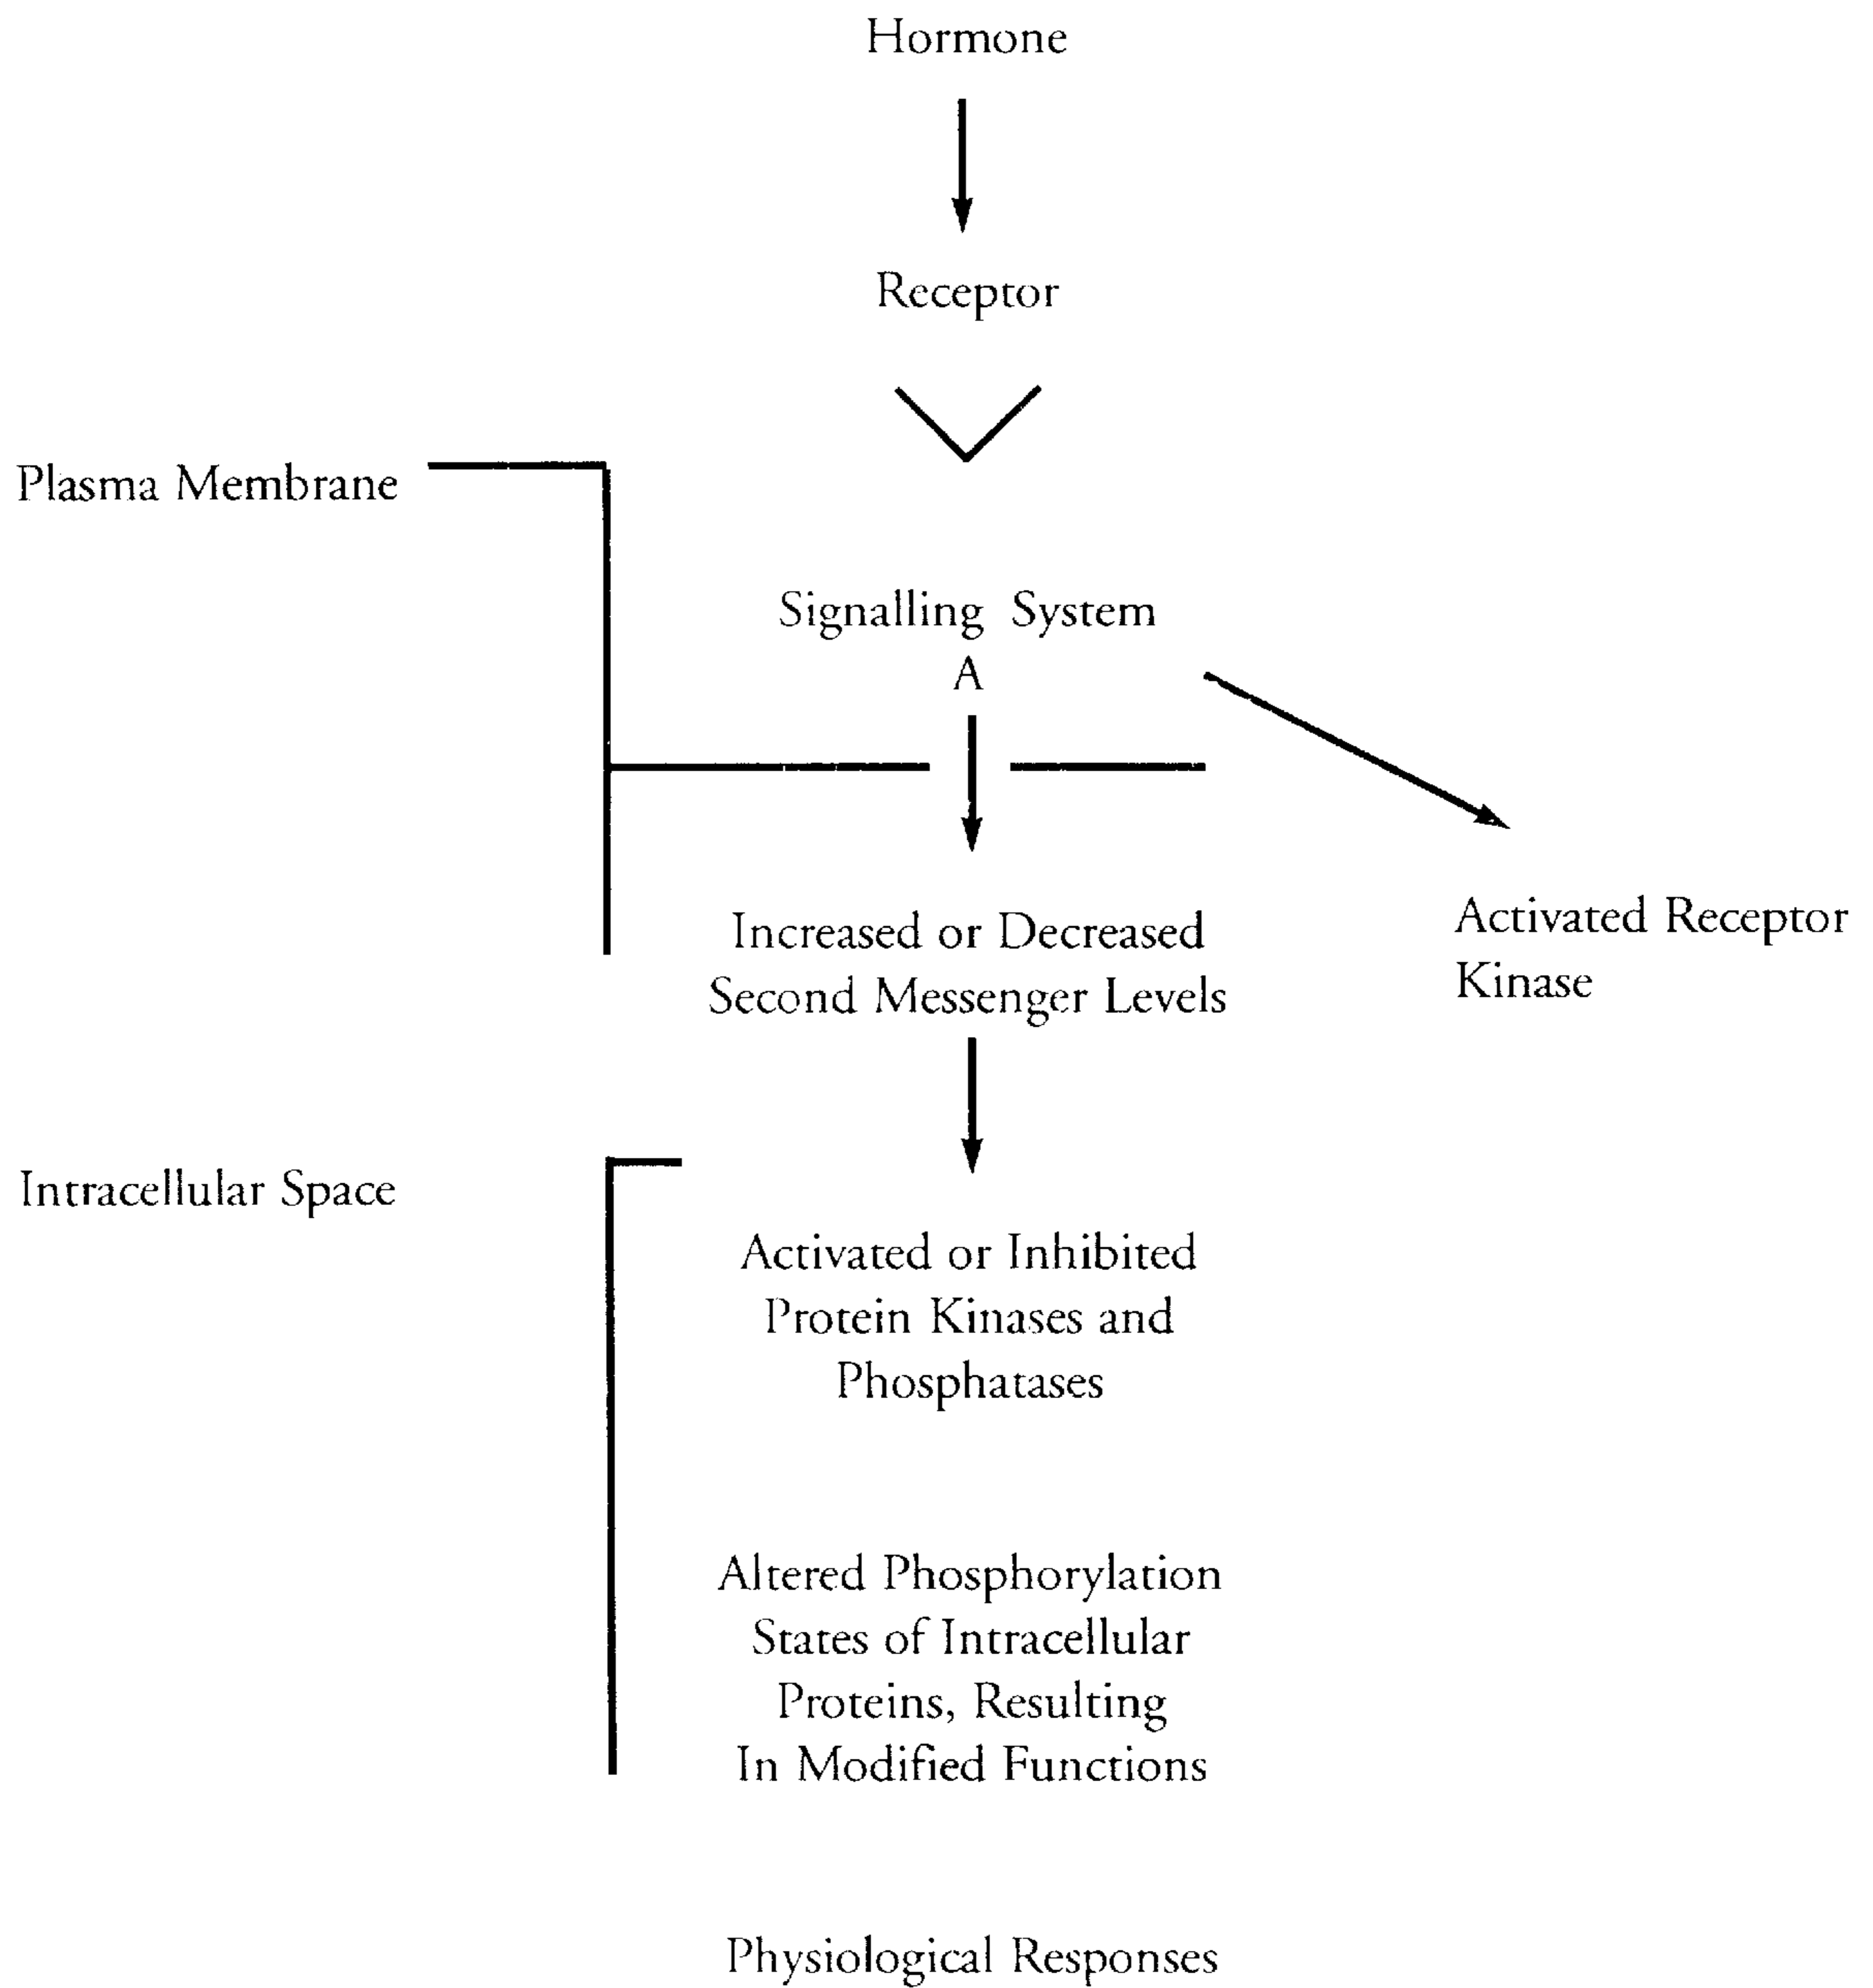 Hormone
Receptor
Plasma Membrane
Signalling System
A
Increased or Decreased
Second Messenger Levels
Activated Receptor
Kinase
Intracellular Space
Activated or Inhibited
Protein Kinases and
Phosphatases
Altered Phosphorylation
States of Intracellular
Proteins, Resulting
In Modified Functions
Physiological Responses